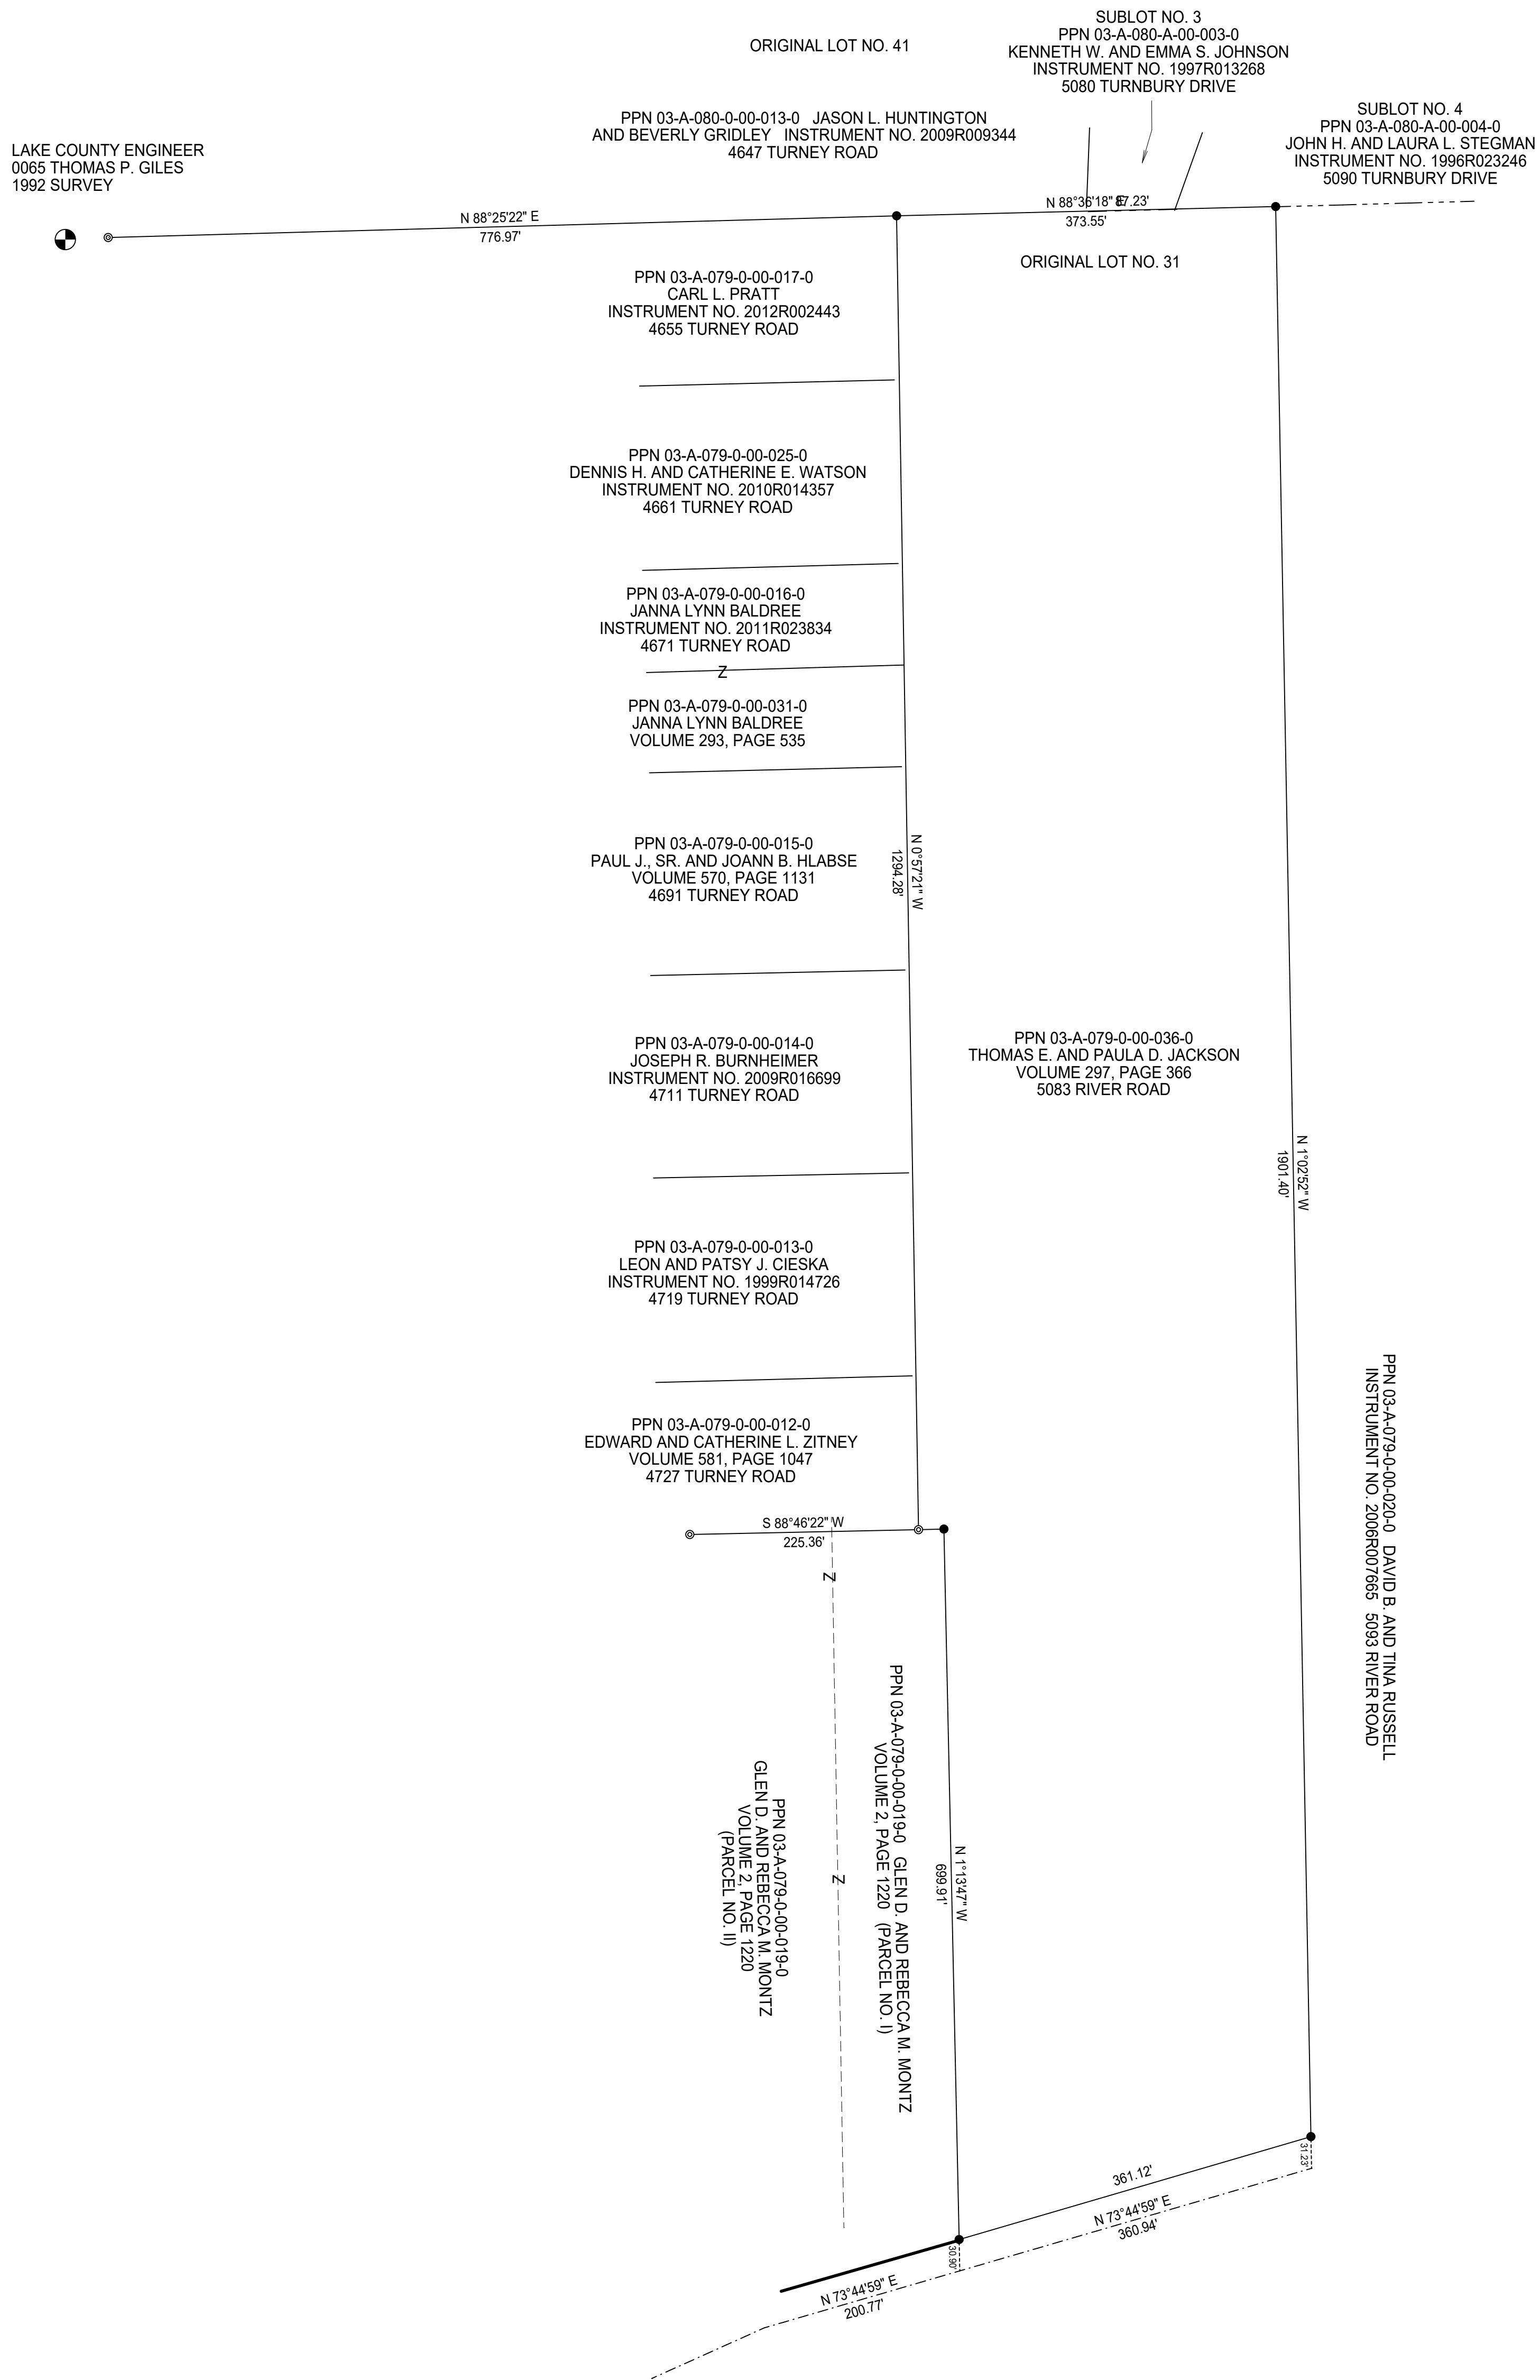 ORIGINAL LOT NO. 41
SUBLOT NO. 3
PPN 03-A-080-A-00-003-0
KENNETH W. AND EMMA S. JOHNSON
INSTRUMENT NO. 1997R013268
5080 TURNBURY DRIVE
SUBLOT NO. 4
PPN 03-A-080-A-00-004-0
JOHN H. AND LAURA L. STEGMAN
INSTRUMENT NO. 1996R023246
5090 TURNBURY DRIVE
PPN 03-A-080-0-00-013-0 JASON L. HUNTINGTON
AND BEVERLY GRIDLEY INSTRUMENT NO. 2009R009344
4647 TURNEY ROAD
LAKE COUNTY ENGINEER
0065 THOMAS P. GILES
1992 SURVEY
N 88°25'22" E
776.97'
N 88°36'18" E
87.23'
373.55'
ORIGINAL LOT NO. 31
PPN 03-A-079-0-00-017-0
CARL L. PRATT
INSTRUMENT NO. 2012R002443
4655 TURNEY ROAD
PPN 03-A-079-0-00-025-0
DENNIS H. AND CATHERINE E. WATSON
INSTRUMENT NO. 2010R014357
4661 TURNEY ROAD
PPN 03-A-079-0-00-016-0
JANNA LYNN BALDREE
INSTRUMENT NO. 2011R023834
4671 TURNEY ROAD
Z
PPN 03-A-079-0-00-031-0
JANNA LYNN BALDREE
VOLUME 293, PAGE 535
PPN 03-A-079-0-00-015-0
PAUL J., SR. AND JOANN B. HLABSE
VOLUME 570, PAGE 1131
4691 TURNEY ROAD
N 0°57'21" W
1294.28'
PPN 03-A-079-0-00-014-0
JOSEPH R. BURNHEIMER
INSTRUMENT NO. 2009R016699
4711 TURNEY ROAD
PPN 03-A-079-0-00-036-0
THOMAS E. AND PAULA D. JACKSON
VOLUME 297, PAGE 366
5083 RIVER ROAD
N 1°02'52" W
1901.40'
PPN 03-A-079-0-00-013-0
LEON AND PATSY J. CIESKA
INSTRUMENT NO. 1999R014726
4719 TURNEY ROAD
PPN 03-A-079-0-00-020-0 DAVID B. AND TINA RUSSELL
INSTRUMENT NO. 2006R007665 5093 RIVER ROAD
PPN 03-A-079-0-00-012-0
EDWARD AND CATHERINE L. ZITNEY
VOLUME 581, PAGE 1047
4727 TURNEY ROAD
S 88°46'22" W
225.36'
Z
PPN 03-A-079-0-00-019-0 GLEN D. AND REBECCA M. MONTZ
VOLUME 2, PAGE 1220 (PARCEL NO. I)
PPN 03-A-079-0-00-019-0
GLEN D. AND REBECCA M. MONTZ
VOLUME 2, PAGE 1220
(PARCEL NO. II)
Z
N 1°13'47" W
699.91'
31.23'
361.12'
N 73°44'59" E
360.94'
30.90'
N 73°44'59" E
200.77'